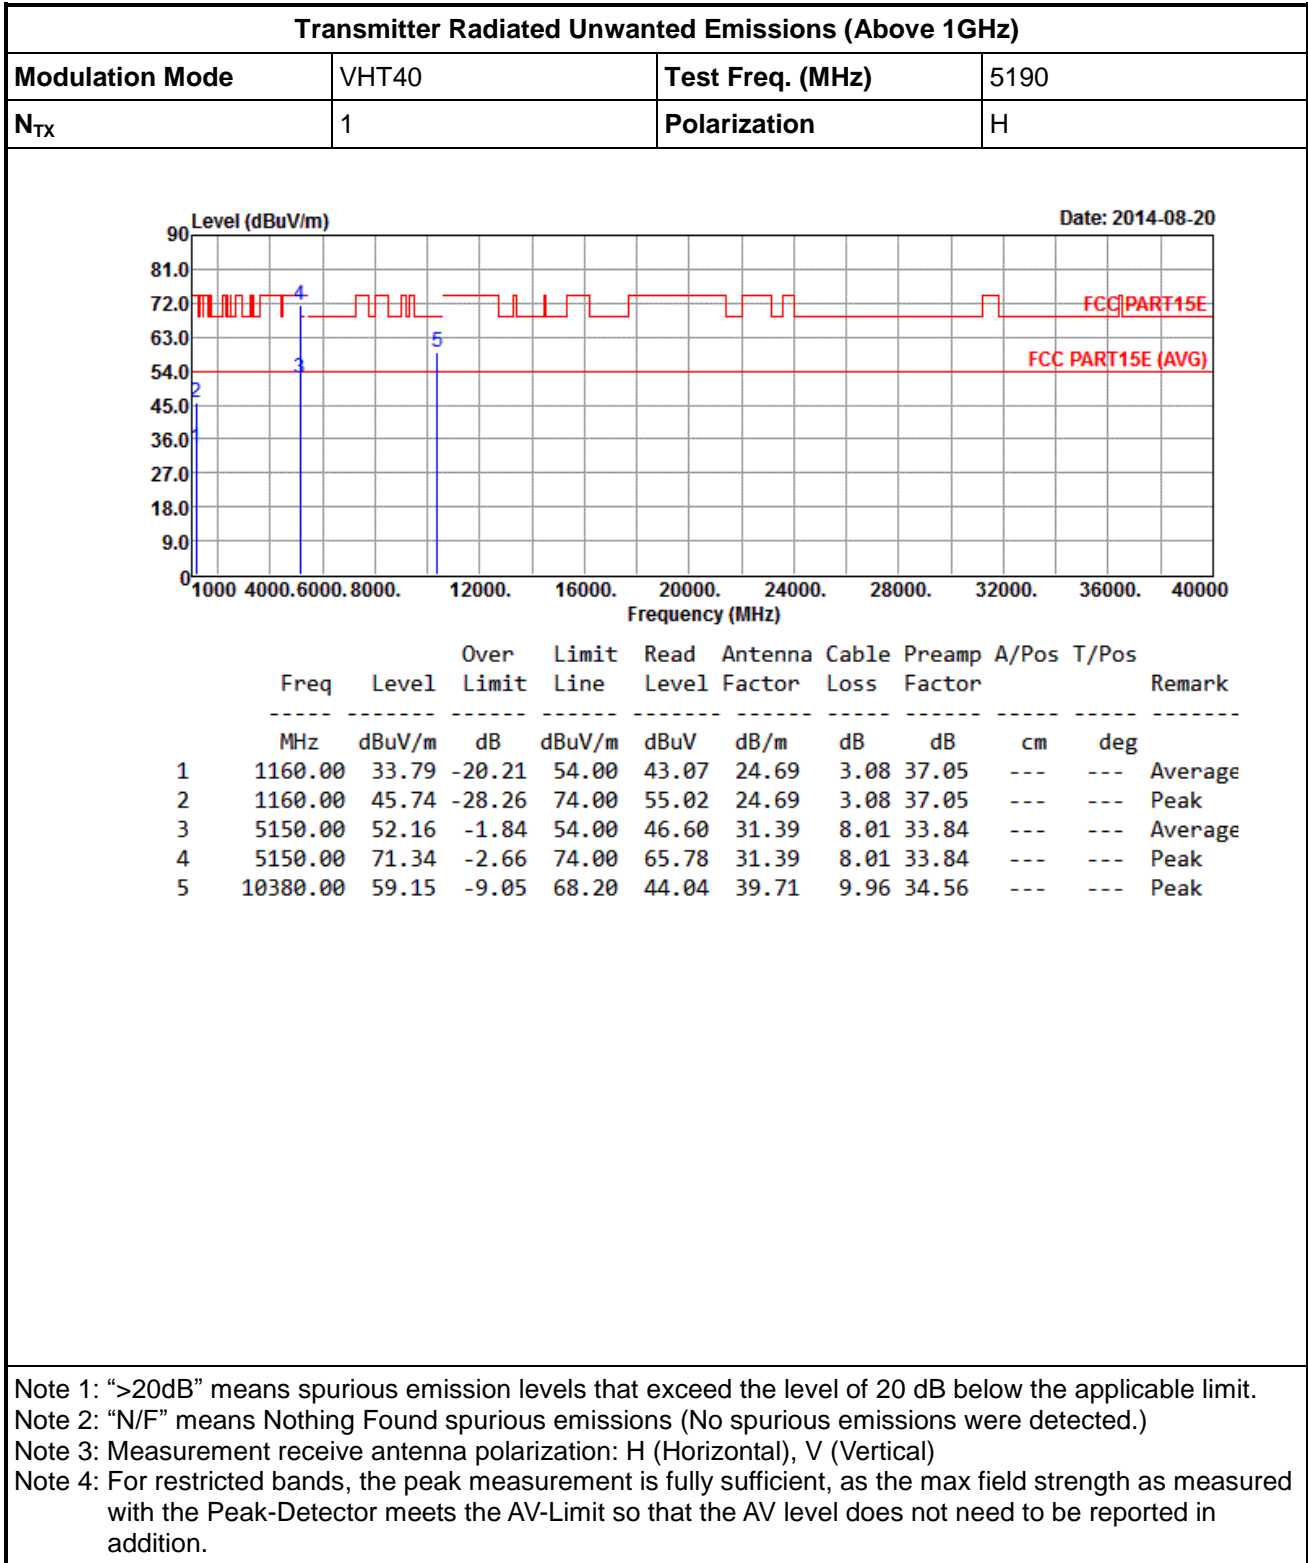 Transmitter Radiated Unwanted Emissions (Above 1GHz)
Modulation Mode VHT40 Test Freq. (MHz) 5190
NTX 1 Polarization H
Level (dBuV/m) Date: 2014-08-20
90
81.0
72.0
63.0
54.0
45.0
36.0
27.0
18.0
9.0
0
4
FCC PART15E
5
3
FCC PART15E (AVG)
2
1
1000 4000. 6000. 8000. 12000. 16000. 20000. 24000. 28000. 32000. 36000. 40000
Frequency (MHz)
Over Limit Read Antenna Cable Preamp A/Pos T/Pos
Freq Level Limit Line Level Factor Loss Factor Remark
----- ------- ------ ------ ------- ------ ----- ------ ----- ----- -------
MHz dBuV/m dB dBuV/m dBuV dB/m dB dB cm deg
1 1160.00 33.79 -20.21 54.00 43.07 24.69 3.08 37.05 --- --- Average
2 1160.00 45.74 -28.26 74.00 55.02 24.69 3.08 37.05 --- --- Peak
3 5150.00 52.16 -1.84 54.00 46.60 31.39 8.01 33.84 --- --- Average
4 5150.00 71.34 -2.66 74.00 65.78 31.39 8.01 33.84 --- --- Peak
5 10380.00 59.15 -9.05 68.20 44.04 39.71 9.96 34.56 --- --- Peak
Note 1: “>20dB” means spurious emission levels that exceed the level of 20 dB below the applicable limit.
Note 2: “N/F” means Nothing Found spurious emissions (No spurious emissions were detected.)
Note 3: Measurement receive antenna polarization: H (Horizontal), V (Vertical)
Note 4: For restricted bands, the peak measurement is fully sufficient, as the max field strength as measured
with the Peak-Detector meets the AV-Limit so that the AV level does not need to be reported in
addition.